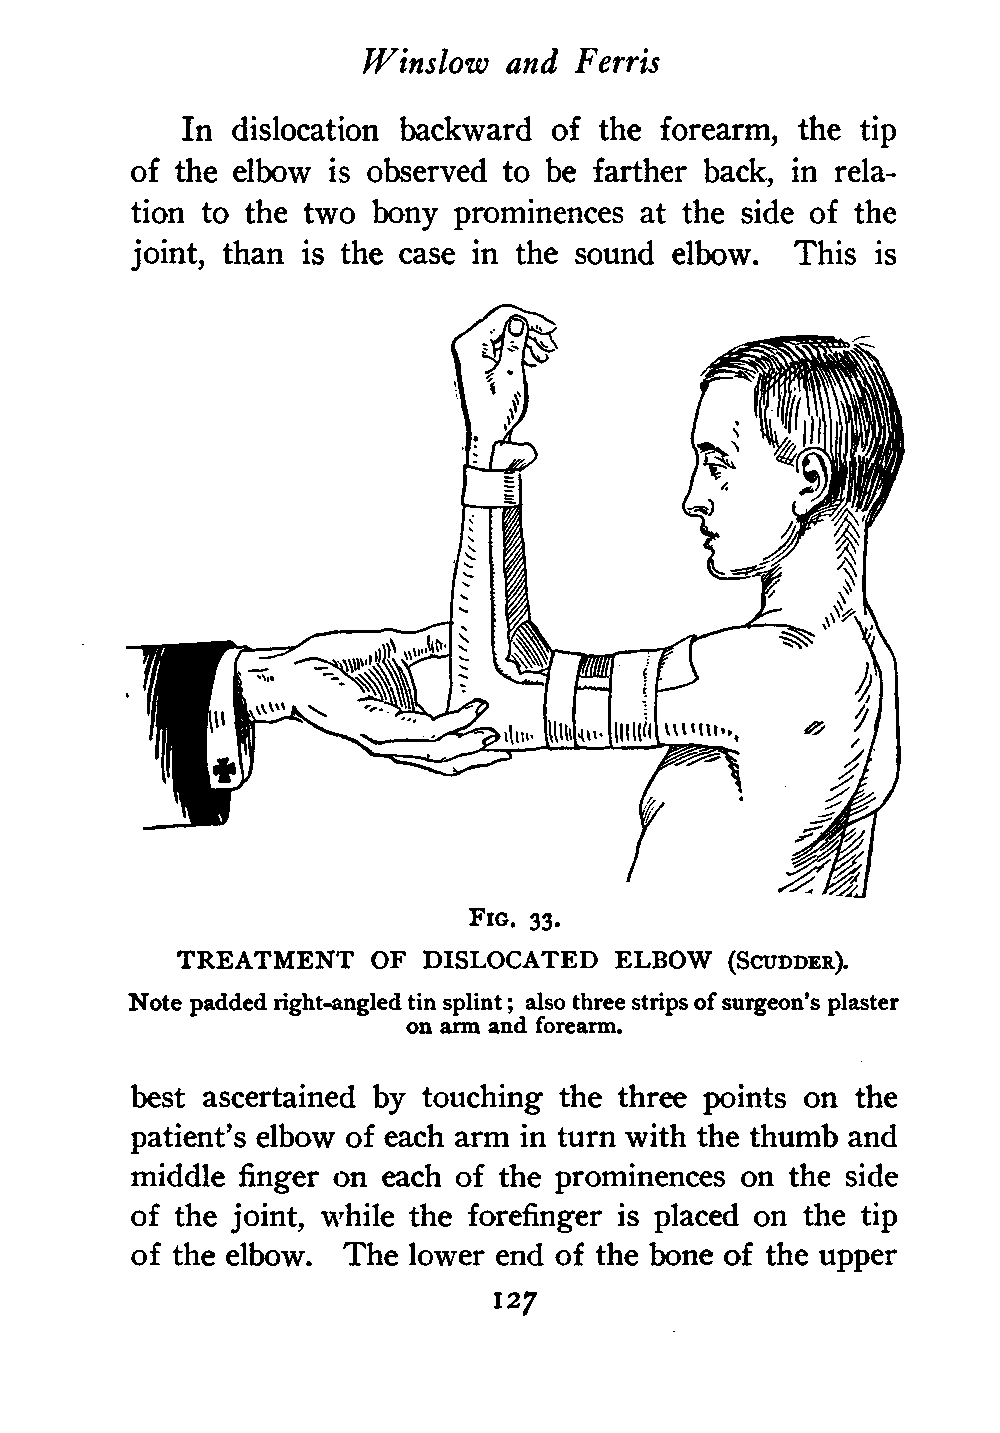 Winslow and Ferris
In dislocation backward of the forearm, the tip
of the elbow is observed to be farther back, in rela-
tion to the two bony prominences at the side of the
joint, than is the case in the sound elbow. This is
FIG. 33.
TREATMENT OF DISLOCATED ELBOW (SCUDDER).
Note padded right-angled tin splint; also three strips of surgeon's plaster
on arm and forearm.
best ascertained by touching the three points on the
patient's elbow of each arm in turn with the thumb and
middle finger on each of the prominences on the side
of the joint, while the forefinger is placed on the tip
of the elbow. The lower end of the bone of the upper
127